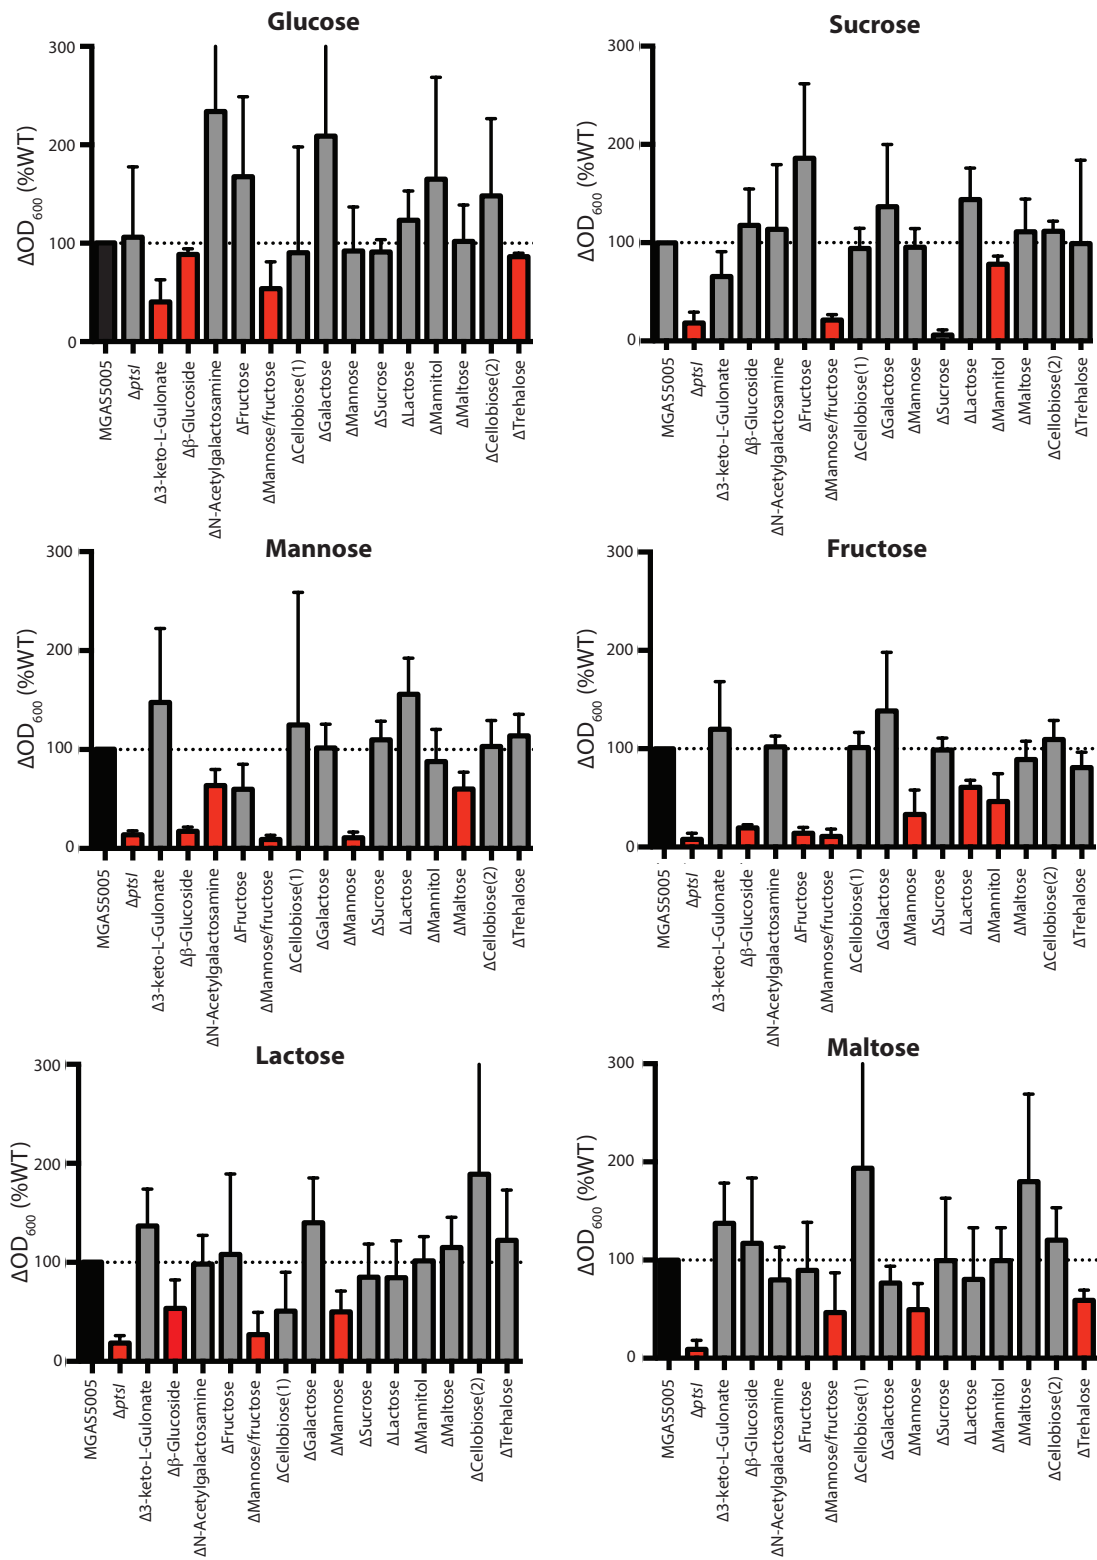 Glucose
300
200
100
0
ΔOD600 (%WT)
MGAS5005
ΔptsI
Δ3-keto-L-Gulonate
Δβ-Glucoside
ΔN-Acetylgalactosamine
ΔFructose
ΔMannose/fructose
ΔCellobiose(1)
ΔGalactose
ΔMannose
ΔSucrose
ΔLactose
ΔMannitol
ΔMaltose
ΔCellobiose(2)
ΔTrehalose
Sucrose
300
200
100
0
ΔOD600 (%WT)
MGAS5005
ΔptsI
Δ3-keto-L-Gulonate
Δβ-Glucoside
ΔN-Acetylgalactosamine
ΔFructose
ΔMannose/fructose
ΔCellobiose(1)
ΔGalactose
ΔMannose
ΔSucrose
ΔLactose
ΔMannitol
ΔMaltose
ΔCellobiose(2)
ΔTrehalose
Mannose
300
200
100
0
ΔOD600 (%WT)
MGAS5005
ΔptsI
Δ3-keto-L-Gulonate
Δβ-Glucoside
ΔN-Acetylgalactosamine
ΔFructose
ΔMannose/fructose
ΔCellobiose(1)
ΔGalactose
ΔMannose
ΔSucrose
ΔLactose
ΔMannitol
ΔMaltose
ΔCellobiose(2)
ΔTrehalose
Fructose
300
200
100
0
ΔOD600 (%WT)
MGAS5005
ΔptsI
Δ3-keto-L-Gulonate
Δβ-Glucoside
ΔN-Acetylgalactosamine
ΔFructose
ΔMannose/fructose
ΔCellobiose(1)
ΔGalactose
ΔMannose
ΔSucrose
ΔLactose
ΔMannitol
ΔMaltose
ΔCellobiose(2)
ΔTrehalose
Lactose
300
200
100
0
ΔOD600 (%WT)
MGAS5005
ΔptsI
Δ3-keto-L-Gulonate
Δβ-Glucoside
ΔN-Acetylgalactosamine
ΔFructose
ΔMannose/fructose
ΔCellobiose(1)
ΔGalactose
ΔMannose
ΔSucrose
ΔLactose
ΔMannitol
ΔMaltose
ΔCellobiose(2)
ΔTrehalose
Maltose
300
200
100
0
ΔOD600 (%WT)
MGAS5005
ΔptsI
Δ3-keto-L-Gulonate
Δβ-Glucoside
ΔN-Acetylgalactosamine
ΔFructose
ΔMannose/fructose
ΔCellobiose(1)
ΔGalactose
ΔMannose
ΔSucrose
ΔLactose
ΔMannitol
ΔMaltose
ΔCellobiose(2)
ΔTrehalose